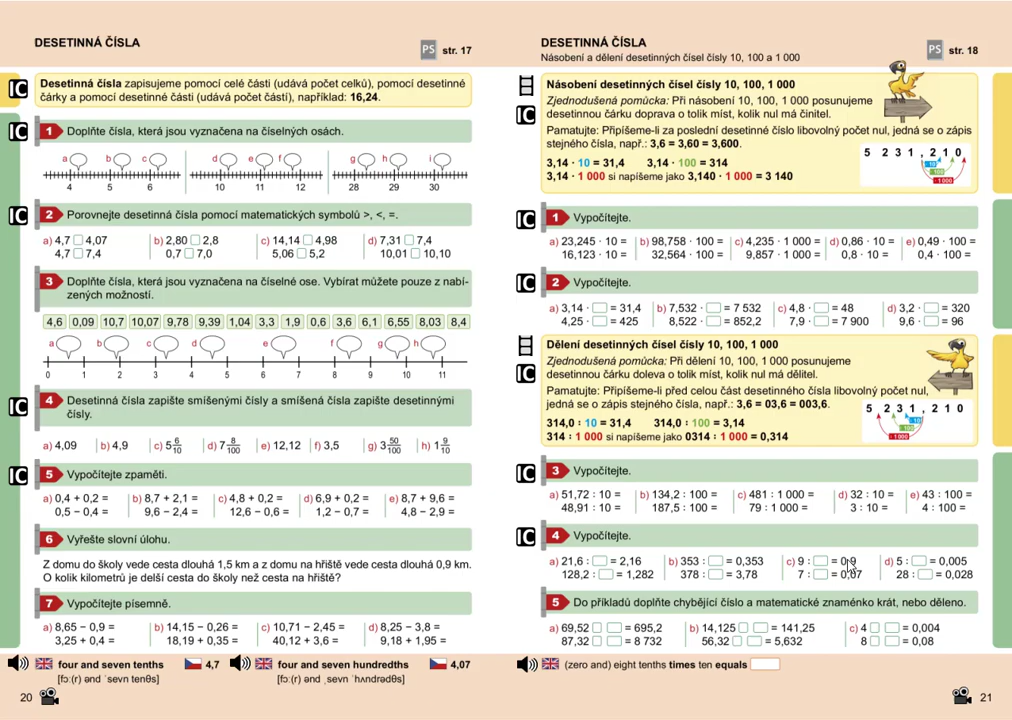 DESETINNÁ ČÍSLA
PS str. 17
IC
Desetinná čísla zapisujeme pomocí celé části (udává počet celků), pomocí desetinné
čárky a pomocí desetinné části (udává počet částí), například: 16,24.
IC
1 Doplňte čísla, která jsou vyznačena na číselných osách.
a b c d e f g h i
4 5 6 10 11 12 28 29 30
IC
2 Porovnejte desetinná čísla pomocí matematických symbolů >, <, =.
a) 4,7 □ 4,07 b) 2,80 □ 2,8 c) 14,14 □ 4,98 d) 7,31 □ 7,4
4,7 □ 7,4 0,7 □ 7,0 5,06 □ 5,2 10,01 □ 10,10
3 Doplňte čísla, která jsou vyznačena na číselné ose. Vybírat můžete pouze z nabí-
zených možností.
4,6 0,09 10,7 10,07 9,78 9,39 1,04 3,3 1,9 0,6 3,6 6,1 6,55 8,03 8,4
a b c d e f g h
0 1 2 3 4 5 6 7 8 9 10 11
IC
4 Desetinná čísla zapište smíšenými čísly a smíšená čísla zapište desetinnými
čísly.
a) 4,09 b) 4,9 c) 5 6/10 d) 7 8/100 e) 12,12 f) 3,5 g) 3 50/100 h) 1 9/10
IC
5 Vypočítejte zpaměti.
a) 0,4 + 0,2 = b) 8,7 + 2,1 = c) 4,8 + 0,2 = d) 6,9 + 0,2 = e) 8,7 + 9,6 =
0,5 − 0,4 = 9,6 − 2,4 = 12,6 − 0,6 = 1,2 − 0,7 = 4,8 − 2,9 =
6 Vyřešte slovní úlohu.
Z domu do školy vede cesta dlouhá 1,5 km a z domu na hřiště vede cesta dlouhá 0,9 km.
O kolik kilometrů je delší cesta do školy než cesta na hřiště?
7 Vypočítejte písemně.
a) 8,65 − 0,9 = b) 14,15 − 0,26 = c) 10,71 − 2,45 = d) 8,25 − 3,8 =
3,25 + 0,4 = 18,19 + 0,35 = 40,12 + 3,6 = 9,18 + 1,95 =
four and seven tenths 4,7 four and seven hundredths 4,07
[fɔː(r) ənd ˈsevn tenθs] [fɔː(r) ənd ˌsevn ˈhʌndrədθs]
20
DESETINNÁ ČÍSLA
Násobení a dělení desetinných čísel čísly 10, 100 a 1 000
PS str. 18
Násobení desetinných čísel čísly 10, 100, 1 000
IC
Zjednodušená pomůcka: Při násobení 10, 100, 1 000 posunujeme
desetinnou čárku doprava o tolik míst, kolik nul má činitel.
Pamatujte: Připíšeme-li za poslední desetinné číslo libovolný počet nul, jedná se o zápis
stejného čísla, např.: 3,6 = 3,60 = 3,600.
3,14 · 10 = 31,4 3,14 · 100 = 314
3,14 · 1 000 si napíšeme jako 3,140 · 1 000 = 3 140
5 2 3 1 , 2 1 0
· 10
· 100
· 1 000
IC
1 Vypočítejte.
a) 23,245 · 10 = b) 98,758 · 100 = c) 4,235 · 1 000 = d) 0,86 · 10 = e) 0,49 · 100 =
16,123 · 10 = 32,564 · 100 = 9,857 · 1 000 = 0,8 · 10 = 0,4 · 100 =
IC
2 Vypočítejte.
a) 3,14 · □ = 31,4 b) 7,532 · □ = 7 532 c) 4,8 · □ = 48 d) 3,2 · □ = 320
4,25 · □ = 425 8,522 · □ = 852,2 7,9 · □ = 7 900 9,6 · □ = 96
Dělení desetinných čísel čísly 10, 100, 1 000
IC
Zjednodušená pomůcka: Při dělení 10, 100, 1 000 posunujeme
desetinnou čárku doleva o tolik míst, kolik nul má dělitel.
Pamatujte: Připíšeme-li před celou část desetinného čísla libovolný počet nul,
jedná se o zápis stejného čísla, např.: 3,6 = 03,6 = 003,6.
314,0 : 10 = 31,4 314,0 : 100 = 3,14
314 : 1 000 si napíšeme jako 0314 : 1 000 = 0,314
5 2 3 1 , 2 1 0
: 10
: 100
: 1 000
IC
3 Vypočítejte.
a) 51,72 : 10 = b) 134,2 : 100 = c) 481 : 1 000 = d) 32 : 10 = e) 43 : 100 =
48,91 : 10 = 187,5 : 100 = 79 : 1 000 = 3 : 10 = 4 : 100 =
IC
4 Vypočítejte.
a) 21,6 : □ = 2,16 b) 353 : □ = 0,353 c) 9 : □ = 0,9 d) 5 : □ = 0,005
128,2 : □ = 1,282 378 : □ = 3,78 7 : □ = 0,07 28 : □ = 0,028
5 Do příkladů doplňte chybějící číslo a matematické znaménko krát, nebo děleno.
a) 69,52 □ □ = 695,2 b) 14,125 □ □ = 141,25 c) 4 □ □ = 0,004
87,32 □ □ = 8 732 56,32 □ □ = 5,632 8 □ □ = 0,08
(zero and) eight tenths times ten equals
21